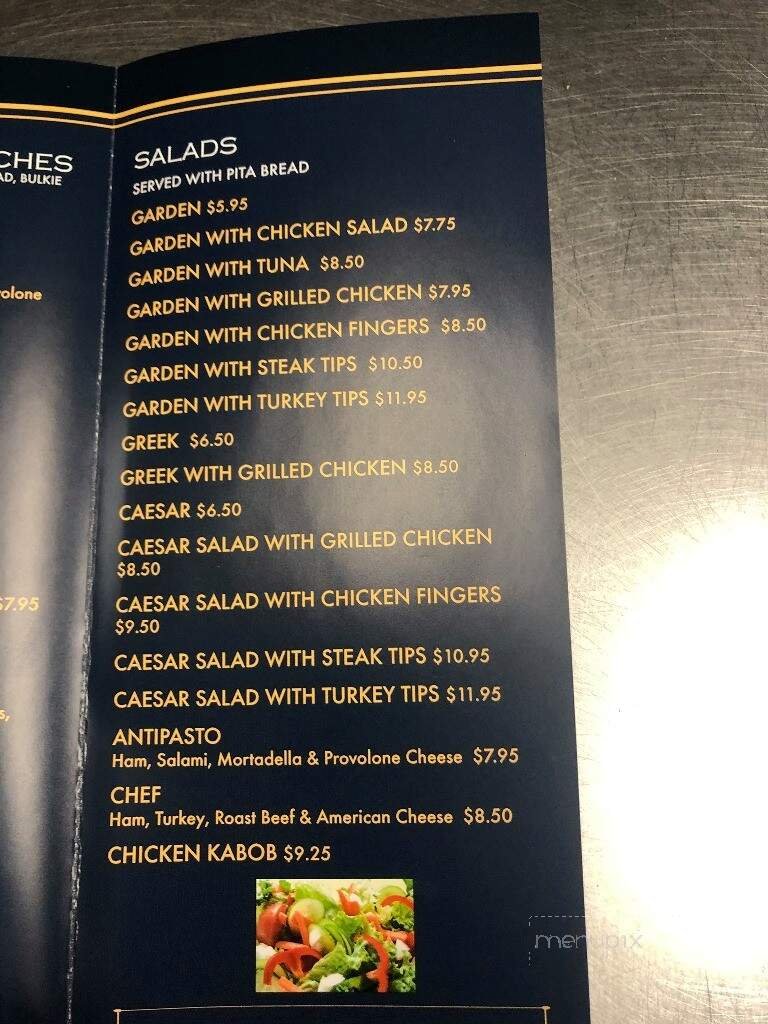 CHES
AD, BULKIE
volone
$7.95
s,
SALADS
SERVED WITH PITA BREAD
GARDEN $5.95
GARDEN WITH CHICKEN SALAD $7.75
GARDEN WITH TUNA $8.50
GARDEN WITH GRILLED CHICKEN $7.95
GARDEN WITH CHICKEN FINGERS $8.50
GARDEN WITH STEAK TIPS $10.50
GARDEN WITH TURKEY TIPS $11.95
GREEK $6.50
GREEK WITH GRILLED CHICKEN $8.50
CAESAR $6.50
CAESAR SALAD WITH GRILLED CHICKEN
$8.50
CAESAR SALAD WITH CHICKEN FINGERS
$9.50
CAESAR SALAD WITH STEAK TIPS $10.95
CAESAR SALAD WITH TURKEY TIPS $11.95
ANTIPASTO
Ham, Salami, Mortadella & Provolone Cheese $7.95
CHEF
Ham, Turkey, Roast Beef & American Cheese $8.50
CHICKEN KABOB $9.25
menupix